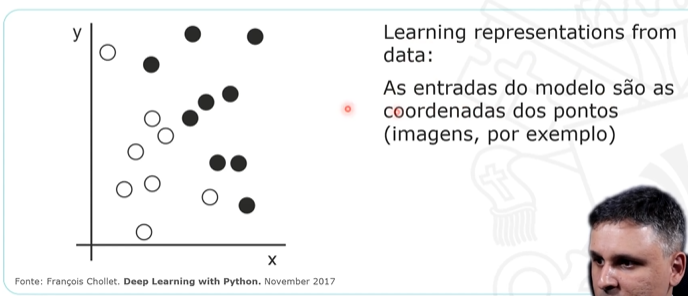 y
Learning representations from
data:
As entradas do modelo são as
coordenadas dos pontos
(imagens, por exemplo)
x
Fonte: François Chollet. Deep Learning with Python. November 2017